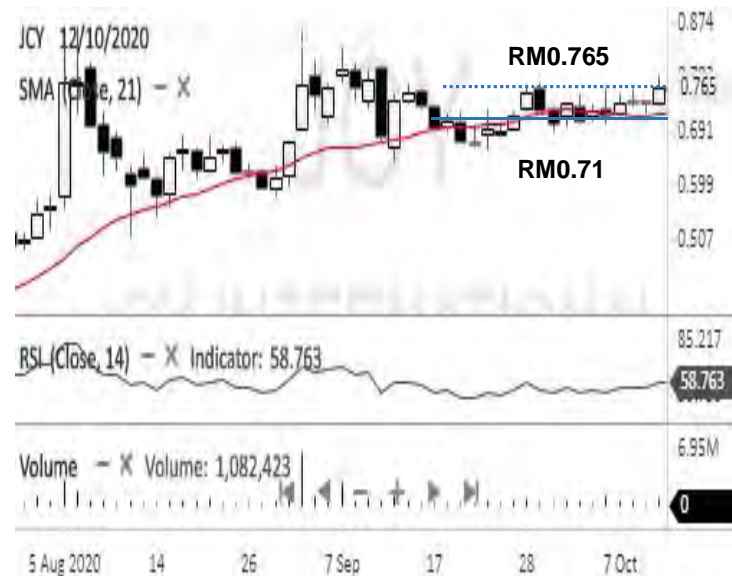 0.874
JCY 12/10/2020
RM0.765
SMA (Close, 21) – X
0.765
0.691
RM0.71
0.599
0.507
85.217
RSI (Close, 14) – X Indicator: 58.763
58.763
6.95M
Volume – X Volume: 1,082,423
0
5 Aug 2020 14 26 7 Sep 17 28 7 Oct